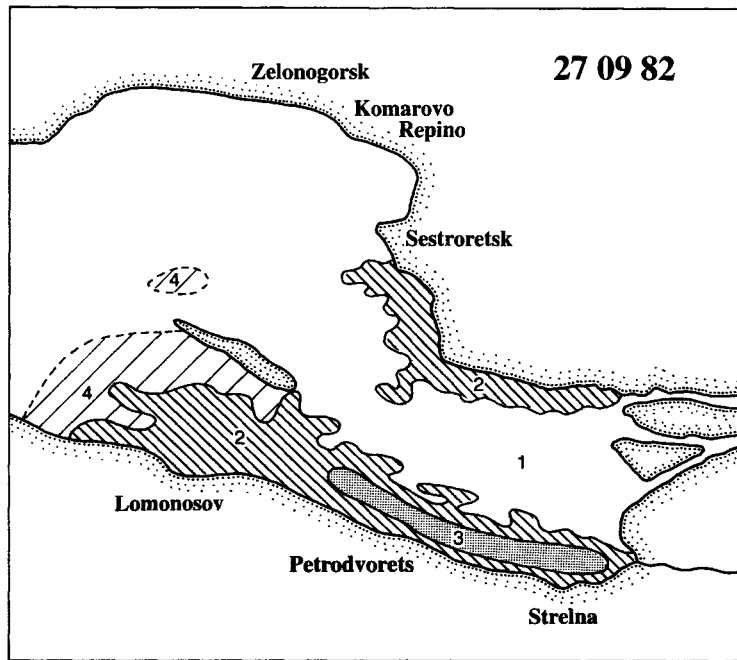 Zelonogorsk
27 09 82
Komarovo
Repino
Sestroretsk
4
4
2
2
1
Lomonosov
3
Petrodvorets
Strelna